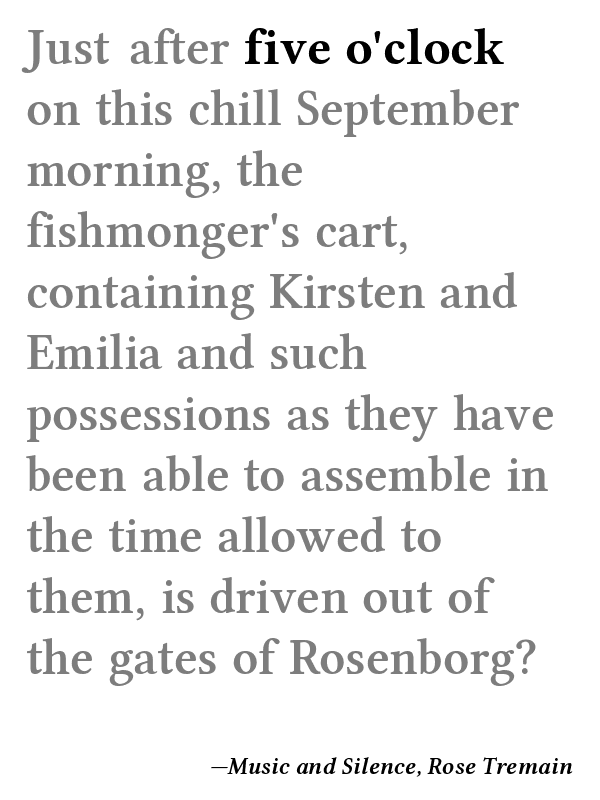 Just after five o'clock
on this chill September
morning, the
fishmonger's cart,
containing Kirsten and
Emilia and such
possessions as they have
been able to assemble in
the time allowed to
them, is driven out of
the gates of Rosenborg?
—Music and Silence, Rose Tremain